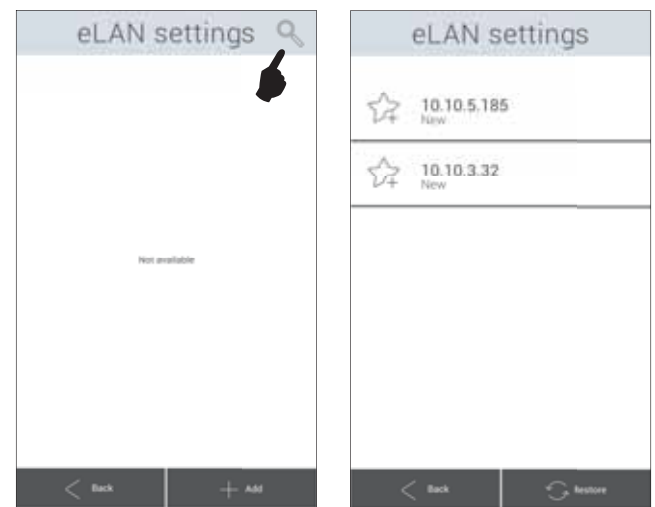 eLAN settings
Not available
Back
Add
eLAN settings
10.10.5.185
New
10.10.3.32
New
Back
Restore